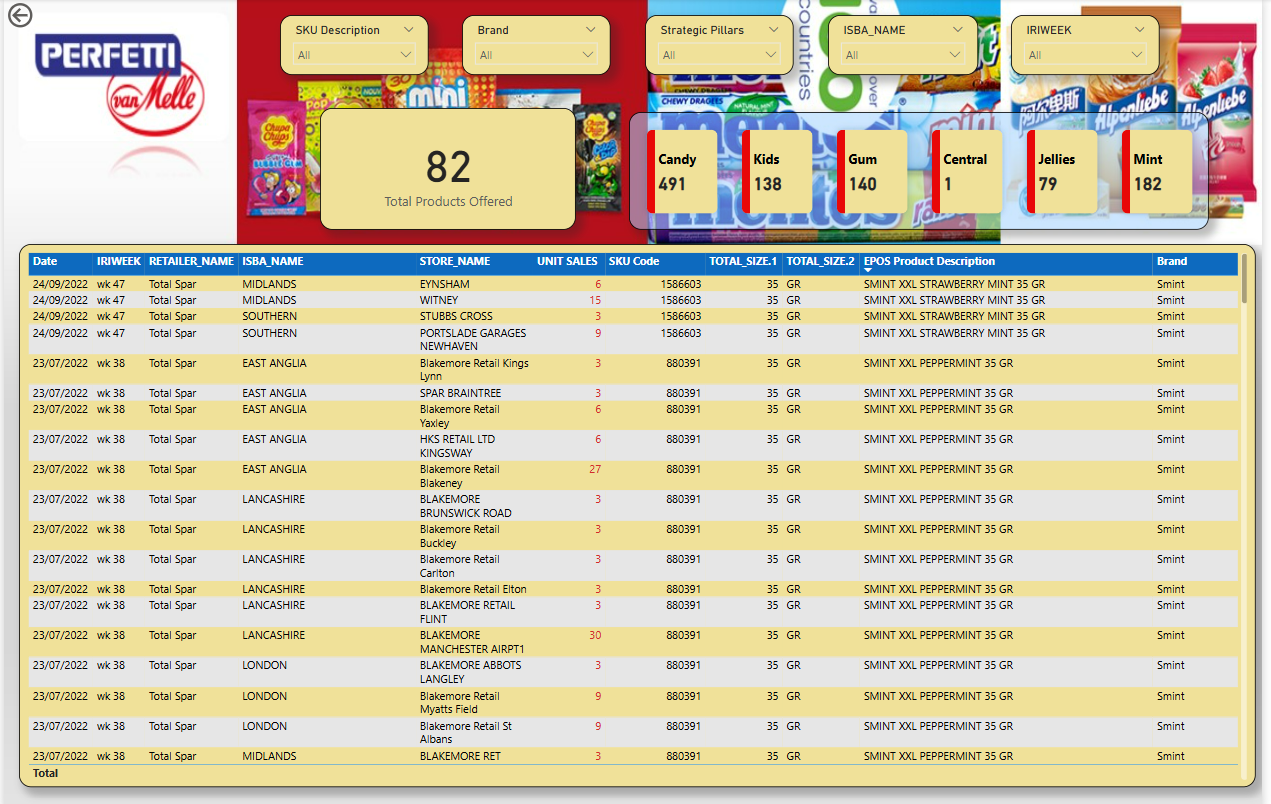 SKU Description
All
Brand
All
Strategic Pillars
All
ISBA_NAME
All
IRIWEEK
All
PERFETTI
van Melle
Chupa Chups
BUBBLE GUM
POP
30
mini
CHEWY DRAGEES
NATURAL MINT
mentos
countries
over
阿尔卑斯
Alpenliebe
Alpenliebe
82
Total Products Offered
Candy
491
Kids
138
Gum
140
Central
1
Jellies
79
Mint
182
Date IRIWEEK RETAILER_NAME ISBA_NAME STORE_NAME UNIT SALES SKU Code TOTAL_SIZE.1 TOTAL_SIZE.2 EPOS Product Description Brand
24/09/2022 wk 47 Total Spar MIDLANDS EYNSHAM 6 1586603 35 GR SMINT XXL STRAWBERRY MINT 35 GR Smint
24/09/2022 wk 47 Total Spar MIDLANDS WITNEY 15 1586603 35 GR SMINT XXL STRAWBERRY MINT 35 GR Smint
24/09/2022 wk 47 Total Spar SOUTHERN STUBBS CROSS 3 1586603 35 GR SMINT XXL STRAWBERRY MINT 35 GR Smint
24/09/2022 wk 47 Total Spar SOUTHERN PORTSLADE GARAGES 9 1586603 35 GR SMINT XXL STRAWBERRY MINT 35 GR Smint
NEWHAVEN
23/07/2022 wk 38 Total Spar EAST ANGLIA Blakemore Retail Kings 3 880391 35 GR SMINT XXL PEPPERMINT 35 GR Smint
Lynn
23/07/2022 wk 38 Total Spar EAST ANGLIA SPAR BRAINTREE 3 880391 35 GR SMINT XXL PEPPERMINT 35 GR Smint
23/07/2022 wk 38 Total Spar EAST ANGLIA Blakemore Retail 6 880391 35 GR SMINT XXL PEPPERMINT 35 GR Smint
Yaxley
23/07/2022 wk 38 Total Spar EAST ANGLIA HKS RETAIL LTD 6 880391 35 GR SMINT XXL PEPPERMINT 35 GR Smint
KINGSWAY
23/07/2022 wk 38 Total Spar EAST ANGLIA Blakemore Retail 27 880391 35 GR SMINT XXL PEPPERMINT 35 GR Smint
Blakeney
23/07/2022 wk 38 Total Spar LANCASHIRE BLAKEMORE 3 880391 35 GR SMINT XXL PEPPERMINT 35 GR Smint
BRUNSWICK ROAD
23/07/2022 wk 38 Total Spar LANCASHIRE Blakemore Retail 3 880391 35 GR SMINT XXL PEPPERMINT 35 GR Smint
Buckley
23/07/2022 wk 38 Total Spar LANCASHIRE Blakemore Retail 3 880391 35 GR SMINT XXL PEPPERMINT 35 GR Smint
Carlton
23/07/2022 wk 38 Total Spar LANCASHIRE Blakemore Retail Elton 3 880391 35 GR SMINT XXL PEPPERMINT 35 GR Smint
23/07/2022 wk 38 Total Spar LANCASHIRE BLAKEMORE RETAIL 3 880391 35 GR SMINT XXL PEPPERMINT 35 GR Smint
FLINT
23/07/2022 wk 38 Total Spar LANCASHIRE BLAKEMORE 30 880391 35 GR SMINT XXL PEPPERMINT 35 GR Smint
MANCHESTER AIRPT1
23/07/2022 wk 38 Total Spar LONDON BLAKEMORE ABBOTS 3 880391 35 GR SMINT XXL PEPPERMINT 35 GR Smint
LANGLEY
23/07/2022 wk 38 Total Spar LONDON Blakemore Retail 9 880391 35 GR SMINT XXL PEPPERMINT 35 GR Smint
Myatts Field
23/07/2022 wk 38 Total Spar LONDON Blakemore Retail St 9 880391 35 GR SMINT XXL PEPPERMINT 35 GR Smint
Albans
23/07/2022 wk 38 Total Spar MIDLANDS BLAKEMORE RET 3 880391 35 GR SMINT XXL PEPPERMINT 35 GR Smint
Total